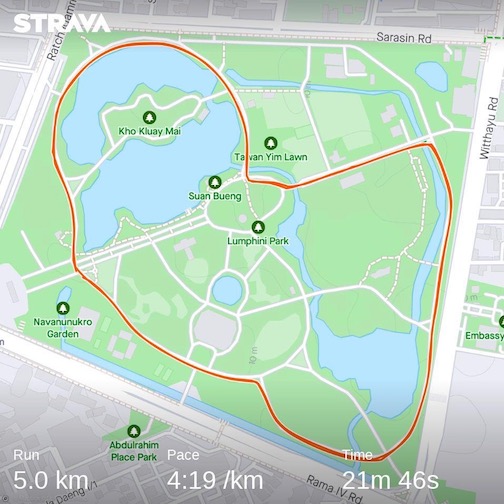 STRAVA
Sarasin Rd
Witthayu Rd
Kho Kluay Mai
Tawan Yim Lawn
Suan Bueng
Lumphini Park
Navanunukro
Garden
Embassy
Abdulrahim
Place Park
Rama IV Rd
Run
5.0 km
Pace
4:19 /km
Time
21m 46s